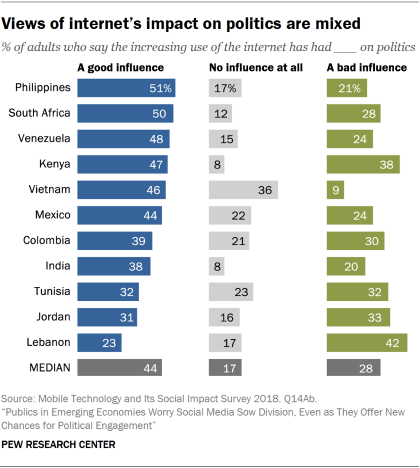 Views of internet's impact on politics are mixed
% of adults who say the increasing use of the internet has had ___ on politics
A good influence No influence at all A bad influence
Philippines 51% 17% 21%
South Africa 50 12 28
Venezuela 48 15 24
Kenya 47 8 38
Vietnam 46 36 9
Mexico 44 22 24
Colombia 39 21 30
India 38 8 20
Tunisia 32 23 32
Jordan 31 16 33
Lebanon 23 17 42
MEDIAN 44 17 28
Source: Mobile Technology and Its Social Impact Survey 2018. Q14Ab.
“Publics in Emerging Economies Worry Social Media Sow Division, Even as They Offer New
Chances for Political Engagement”
PEW RESEARCH CENTER